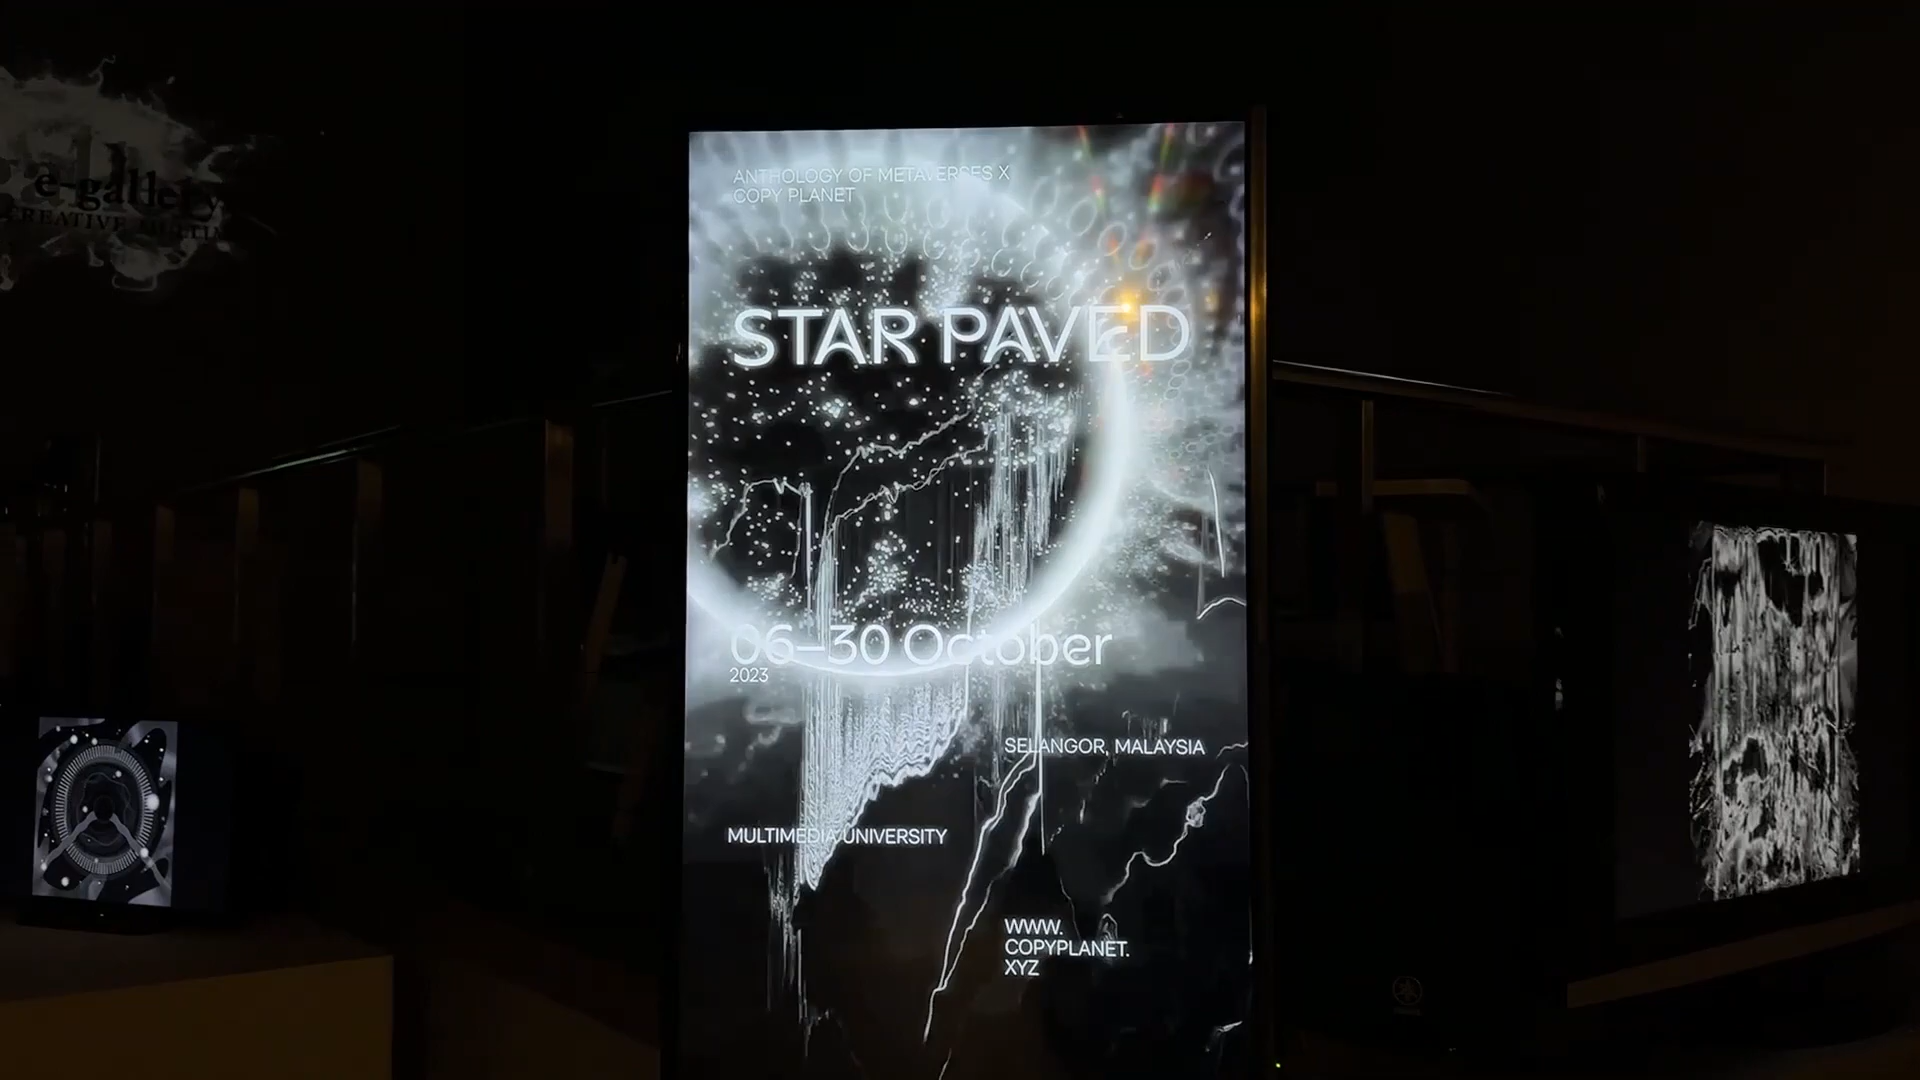 e-gallery
CREATIVE
ANTHOLOGY OF METAVERSES X
COPY PLANET
STAR PAVED
06–30 October
2023
SELANGOR, MALAYSIA
MULTIMEDIA UNIVERSITY
WWW.
COPYPLANET.
XYZ